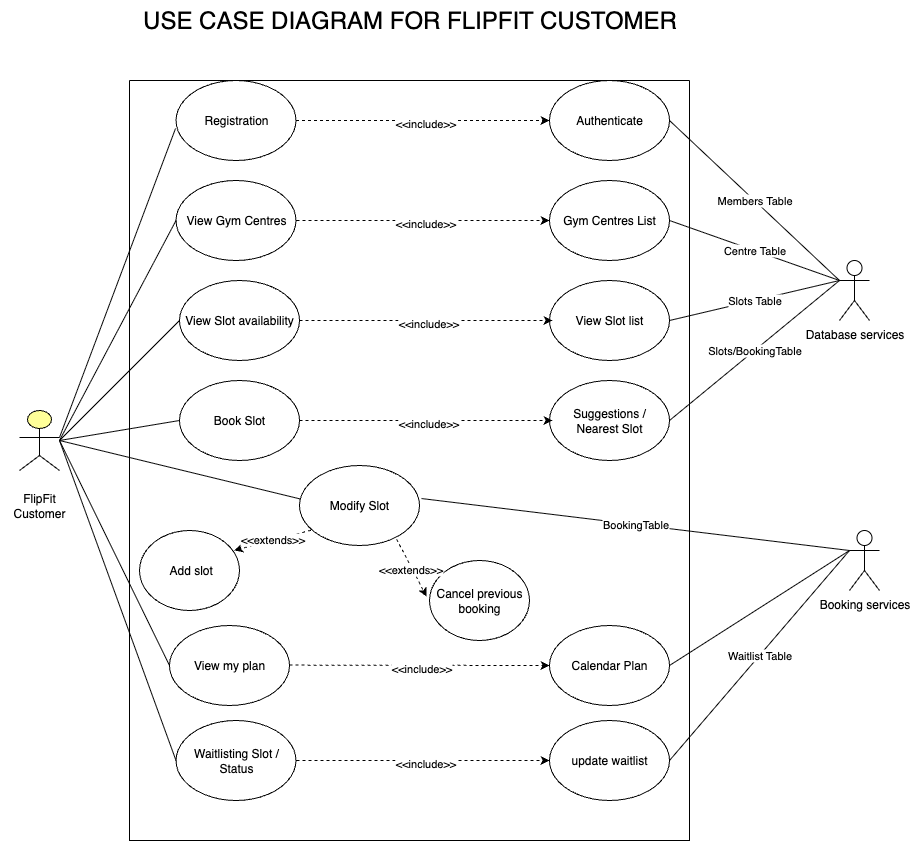 USE CASE DIAGRAM FOR FLIPFIT CUSTOMER
Registration
<<include>>
Authenticate
Members Table
View Gym Centres
<<include>>
Gym Centres List
Centre Table
View Slot availability
<<include>>
View Slot list
Slots Table
Database services
Slots/BookingTable
Book Slot
<<include>>
Suggestions /
Nearest Slot
FlipFit
Customer
Modify Slot
BookingTable
<<extends>>
Add slot
<<extends>>
Cancel previous
booking
Booking services
View my plan
<<include>>
Calendar Plan
Waitlist Table
Waitlisting Slot /
Status
<<include>>
update waitlist